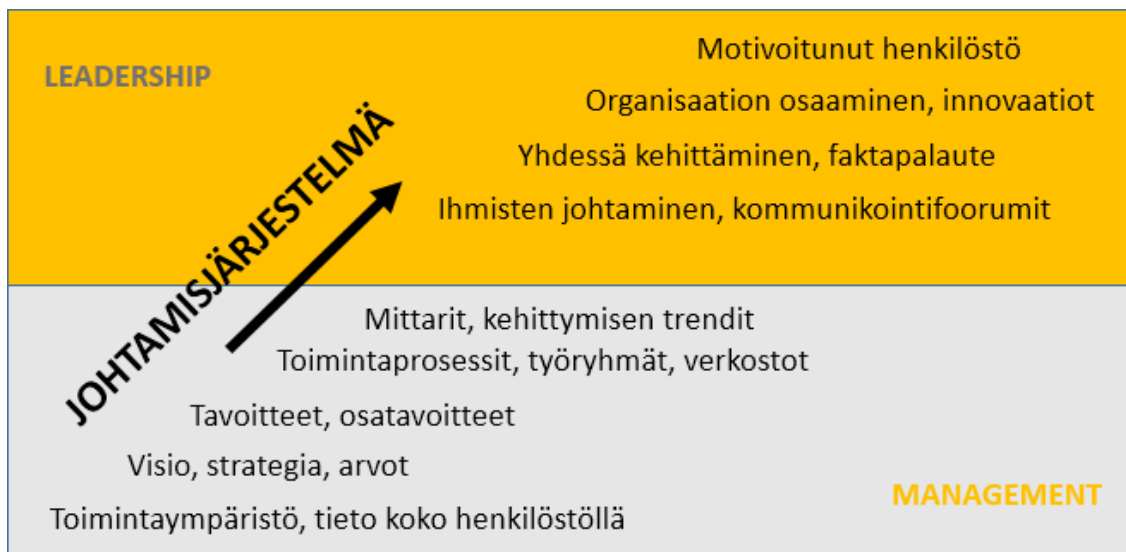 Motivoitunut henkilöstö
LEADERSHIP
Organisaation osaaminen, innovaatiot
Yhdessä kehittäminen, faktapalaute
Ihmisten johtaminen, kommunikointifoorumit
JOHTAMISJÄRJESTELMÄ
Mittarit, kehittymisen trendit
Toimintaprosessit, työryhmät, verkostot
Tavoitteet, osatavoitteet
Visio, strategia, arvot
MANAGEMENT
Toimintaympäristö, tieto koko henkilöstöllä